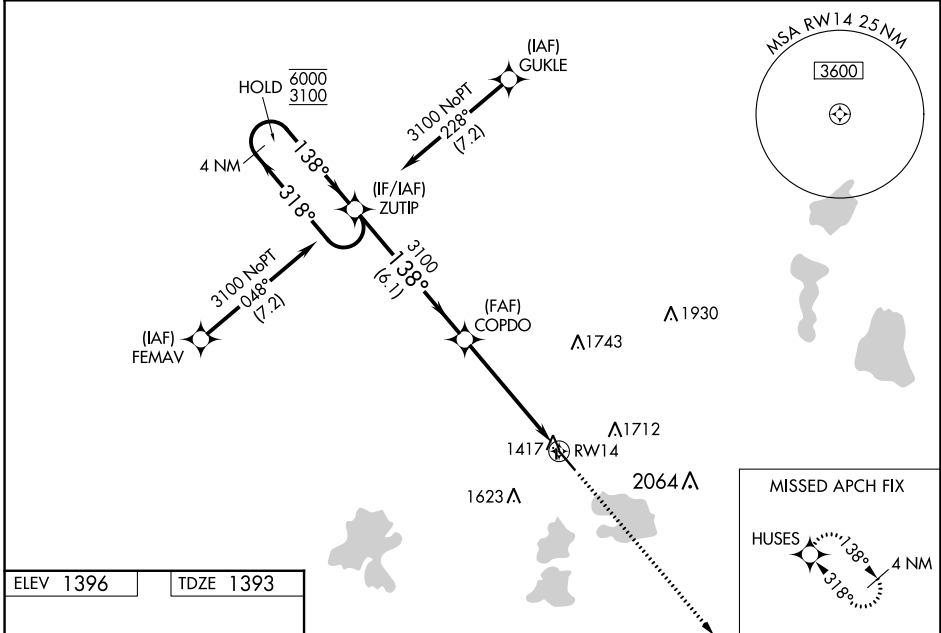 MSA RW14 25 NM
3600
(IAF)
GUKLE
3100 NoPT
228°
(7.2)
HOLD 6000
3100
4 NM
138°
318°
(IF/IAF)
ZUTIP
3100
138°
(6.1)
3100 NoPT
048°
(7.2)
(IAF)
FEMAV
(FAF)
COPDO
1930
1743
1712
1417
RW14
2064
1623
MISSED APCH FIX
HUSES
138°
318°
4 NM
ELEV 1396
TDZE 1393